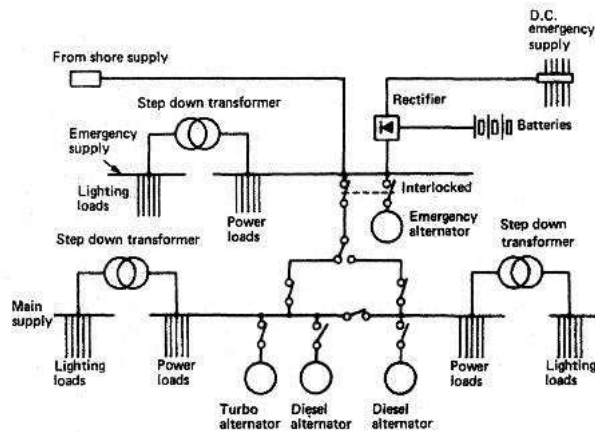 D.C.
emergency
supply
From shore supply
Rectifier
Step down transformer
Batteries
Emergency
supply
Interlocked
Lighting
loads
Power
loads
Emergency
alternator
Step down
transformer
Step down transformer
Main
supply
Lighting
loads
Power
loads
Power
loads
Lighting
loads
Turbo
alternator
Diesel
alternator
Diesel
alternator